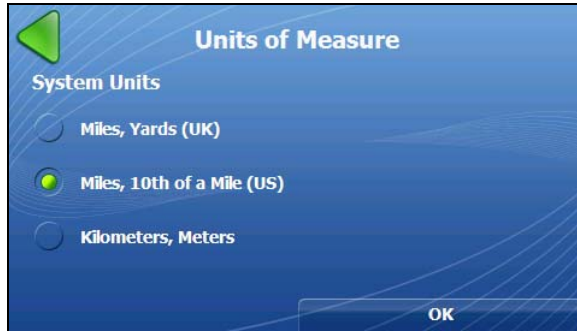 Units of Measure
System Units
Miles, Yards (UK)
Miles, 10th of a Mile (US)
Kilometers, Meters
OK